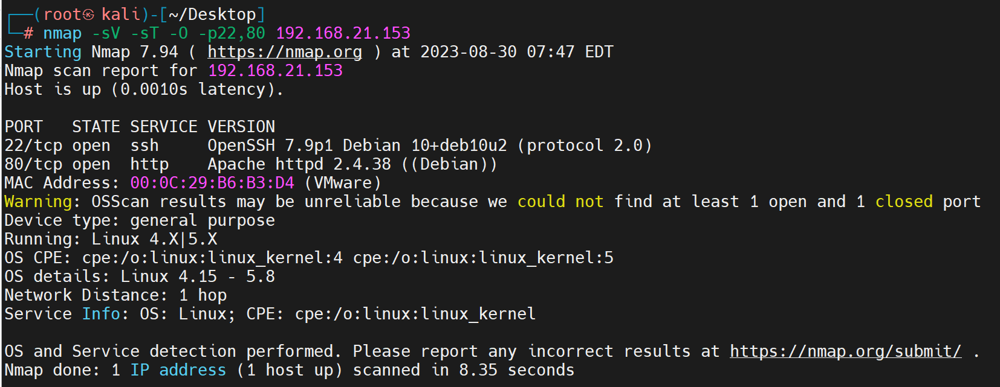 ┌──(root㉿kali)-[~/Desktop]
└─# nmap -sV -sT -O -p22,80 192.168.21.153
Starting Nmap 7.94 ( https://nmap.org ) at 2023-08-30 07:47 EDT
Nmap scan report for 192.168.21.153
Host is up (0.0010s latency).

PORT   STATE SERVICE VERSION
22/tcp open  ssh     OpenSSH 7.9p1 Debian 10+deb10u2 (protocol 2.0)
80/tcp open  http    Apache httpd 2.4.38 ((Debian))
MAC Address: 00:0C:29:B6:B3:D4 (VMware)
Warning: OSScan results may be unreliable because we could not find at least 1 open and 1 closed port
Device type: general purpose
Running: Linux 4.X|5.X
OS CPE: cpe:/o:linux:linux_kernel:4 cpe:/o:linux:linux_kernel:5
OS details: Linux 4.15 - 5.8
Network Distance: 1 hop
Service Info: OS: Linux; CPE: cpe:/o:linux:linux_kernel

OS and Service detection performed. Please report any incorrect results at https://nmap.org/submit/ .
Nmap done: 1 IP address (1 host up) scanned in 8.35 seconds